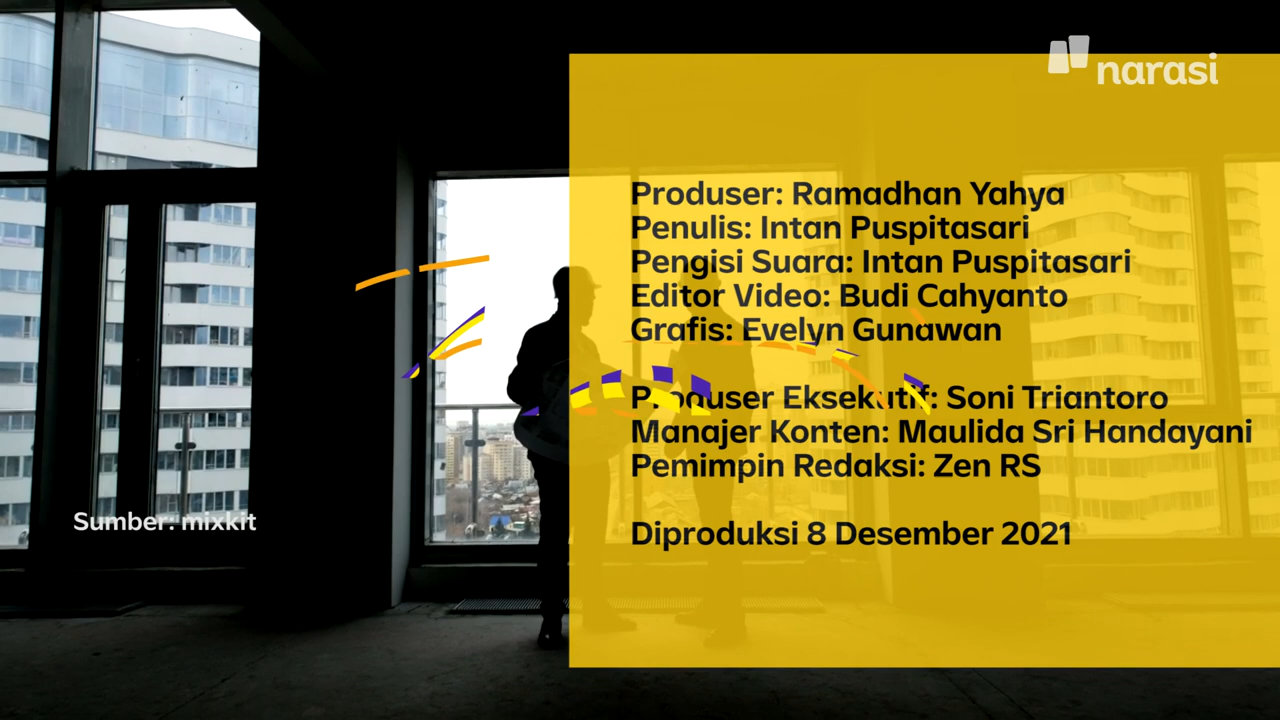 narasi
Produser: Ramadhan Yahya
Penulis: Intan Puspitasari
Pengisi Suara: Intan Puspitasari
Editor Video: Budi Cahyanto
Grafis: Evelyn Gunawan
Produser Eksekutif: Soni Triantoro
Manajer Konten: Maulida Sri Handayani
Pemimpin Redaksi: Zen RS
Sumber: mixkit
Diproduksi 8 Desember 2021